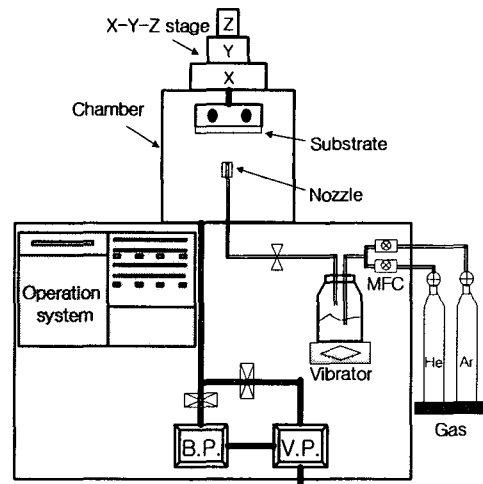 Z
X-Y-Z stage
Y
X
Chamber
Substrate
Nozzle
MFC
Operation
system
He
Ar
Vibrator
Gas
B.P.
V.P.